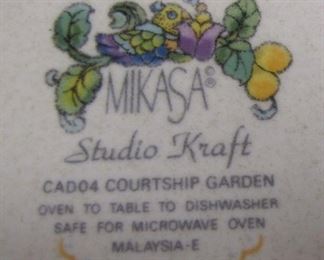 MIKASA®
Studio Kraft
CAD04 COURTSHIP GARDEN
OVEN TO TABLE TO DISHWASHER
SAFE FOR MICROWAVE OVEN
MALAYSIA-E